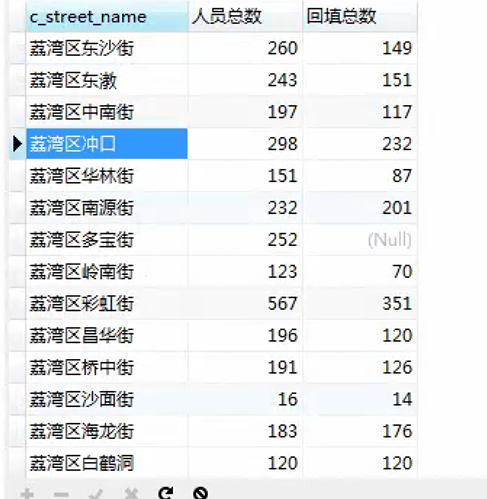 c_street_name 人员总数 回填总数
荔湾区东沙街 260 149
荔湾区东漖 243 151
荔湾区中南街 197 117
荔湾区冲口 298 232
荔湾区华林街 151 87
荔湾区南源街 232 201
荔湾区多宝街 252 (Null)
荔湾区岭南街 123 70
荔湾区彩虹街 567 351
荔湾区昌华街 196 120
荔湾区桥中街 191 126
荔湾区沙面街 16 14
荔湾区海龙街 183 176
荔湾区白鹤洞 120 120